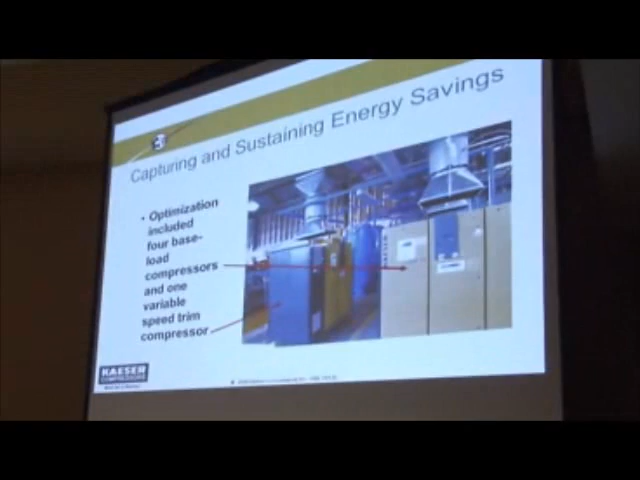 Capturing and Sustaining Energy Savings
• Optimization
included
four base-
load
compressors
and one
variable
speed trim
compressor
KAESER
COMPRESSORS
KAESER